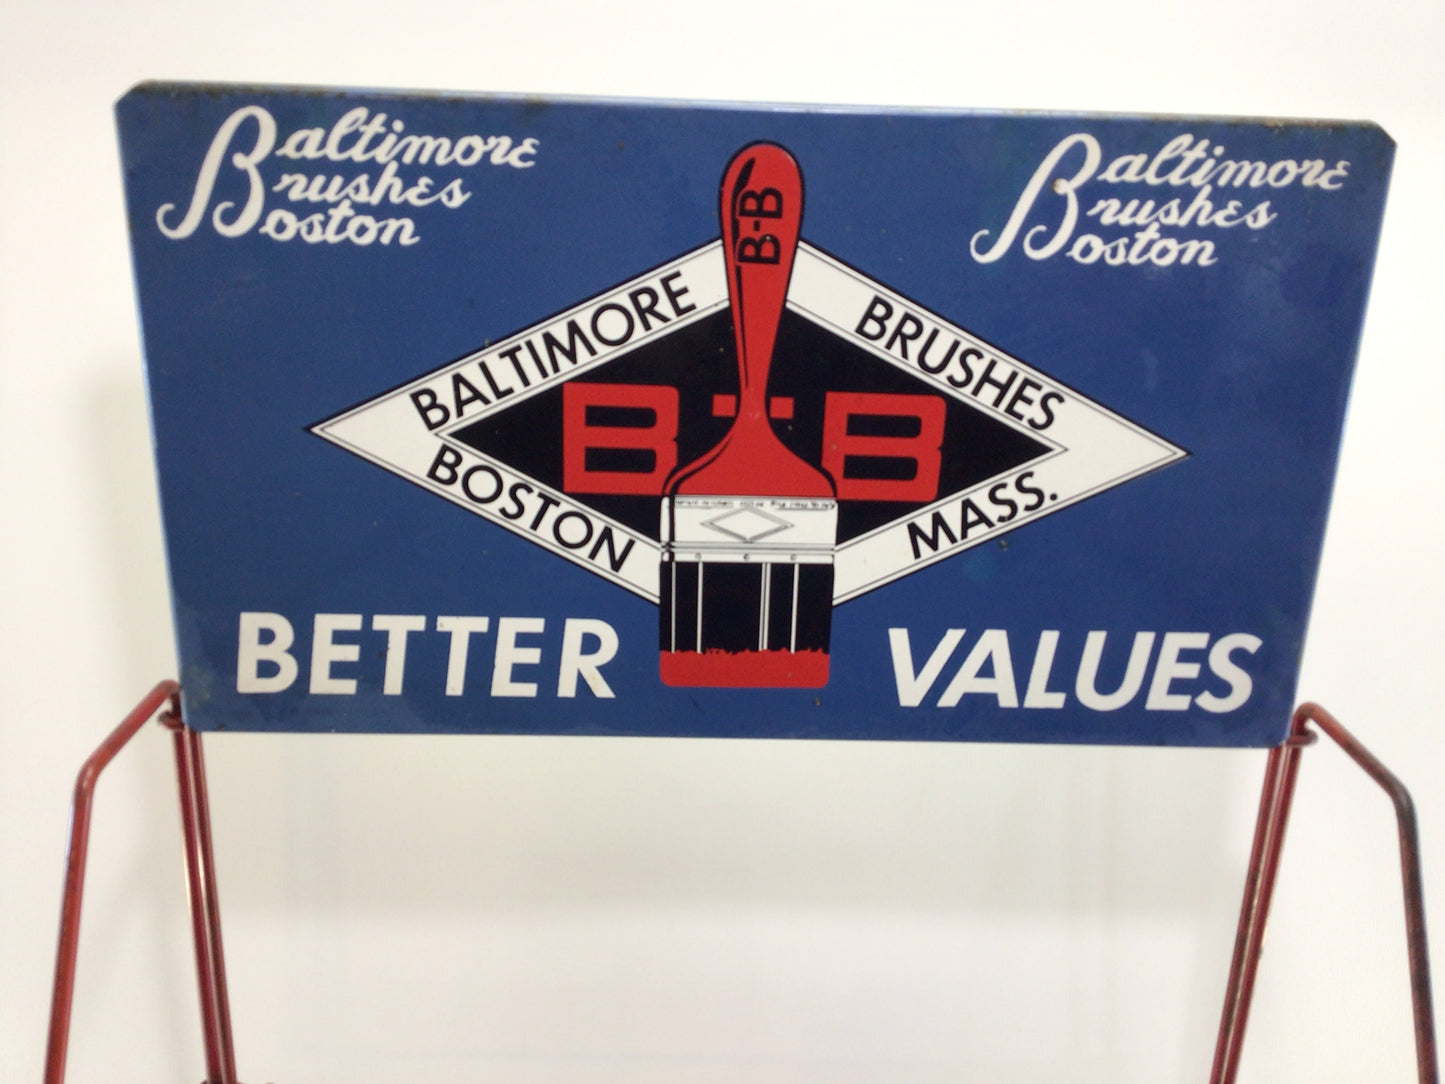 Baltimore
Brushes
Boston
Baltimore
Brushes
Boston
B-B
BALTIMORE BRUSHES
B-B
BOSTON MASS.
BETTER VALUES